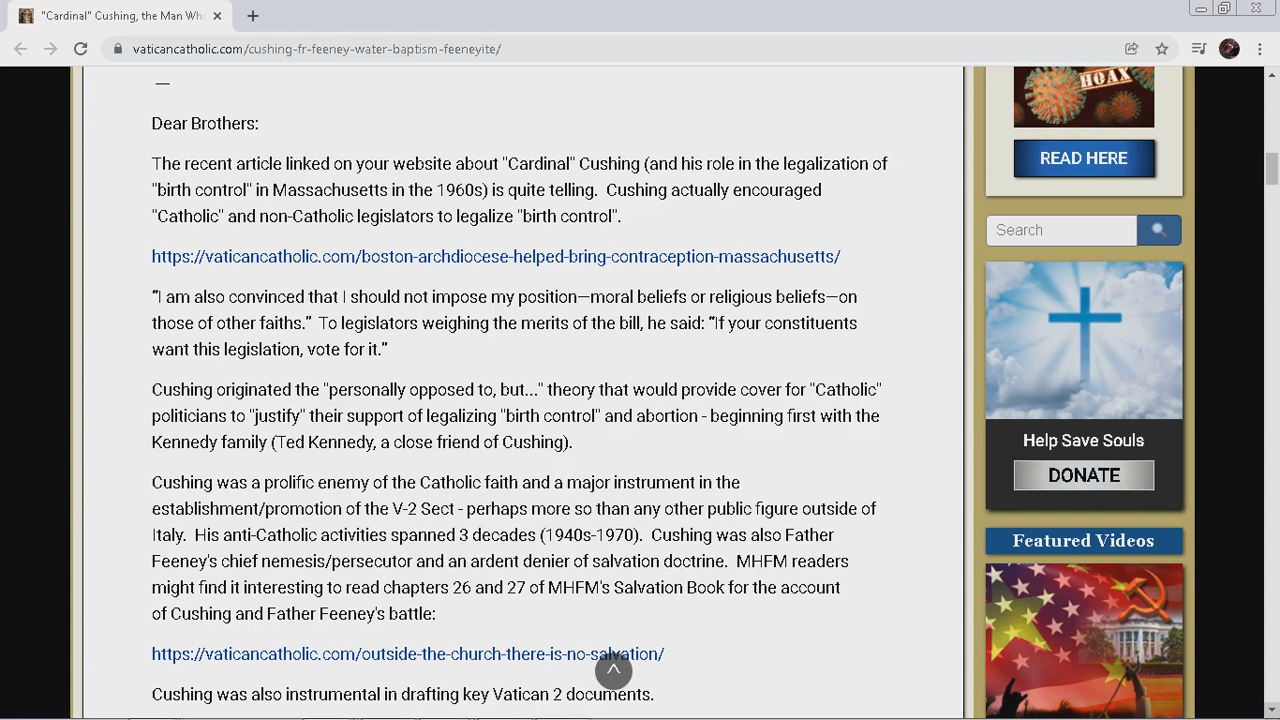 "Cardinal" Cushing, the Man Wh
vaticancatholic.com/cushing-fr-feeney-water-baptism-feeneyite/
—
Dear Brothers:
The recent article linked on your website about "Cardinal" Cushing (and his role in the legalization of
"birth control" in Massachusetts in the 1960s) is quite telling.  Cushing actually encouraged
"Catholic" and non-Catholic legislators to legalize "birth control".
https://vaticancatholic.com/boston-archdiocese-helped-bring-contraception-massachusetts/
“I am also convinced that I should not impose my position—moral beliefs or religious beliefs—on
those of other faiths.”  To legislators weighing the merits of the bill, he said: “If your constituents
want this legislation, vote for it.”
Cushing originated the "personally opposed to, but..." theory that would provide cover for "Catholic"
politicians to "justify" their support of legalizing "birth control" and abortion - beginning first with the
Kennedy family (Ted Kennedy, a close friend of Cushing).
Cushing was a prolific enemy of the Catholic faith and a major instrument in the
establishment/promotion of the V-2 Sect - perhaps more so than any other public figure outside of
Italy.  His anti-Catholic activities spanned 3 decades (1940s-1970).  Cushing was also Father
Feeney's chief nemesis/persecutor and an ardent denier of salvation doctrine.  MHFM readers
might find it interesting to read chapters 26 and 27 of MHFM's Salvation Book for the account
of Cushing and Father Feeney's battle:
https://vaticancatholic.com/outside-the-church-there-is-no-salvation/
Cushing was also instrumental in drafting key Vatican 2 documents.
HOAX
READ HERE
Search
Help Save Souls
DONATE
Featured Videos